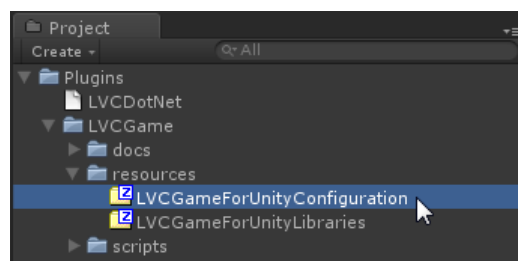 Project
Create
All
Plugins
LVCDotNet
LVCGame
docs
resources
Z LVCGameForUnityConfiguration
Z LVCGameForUnityLibraries
scripts